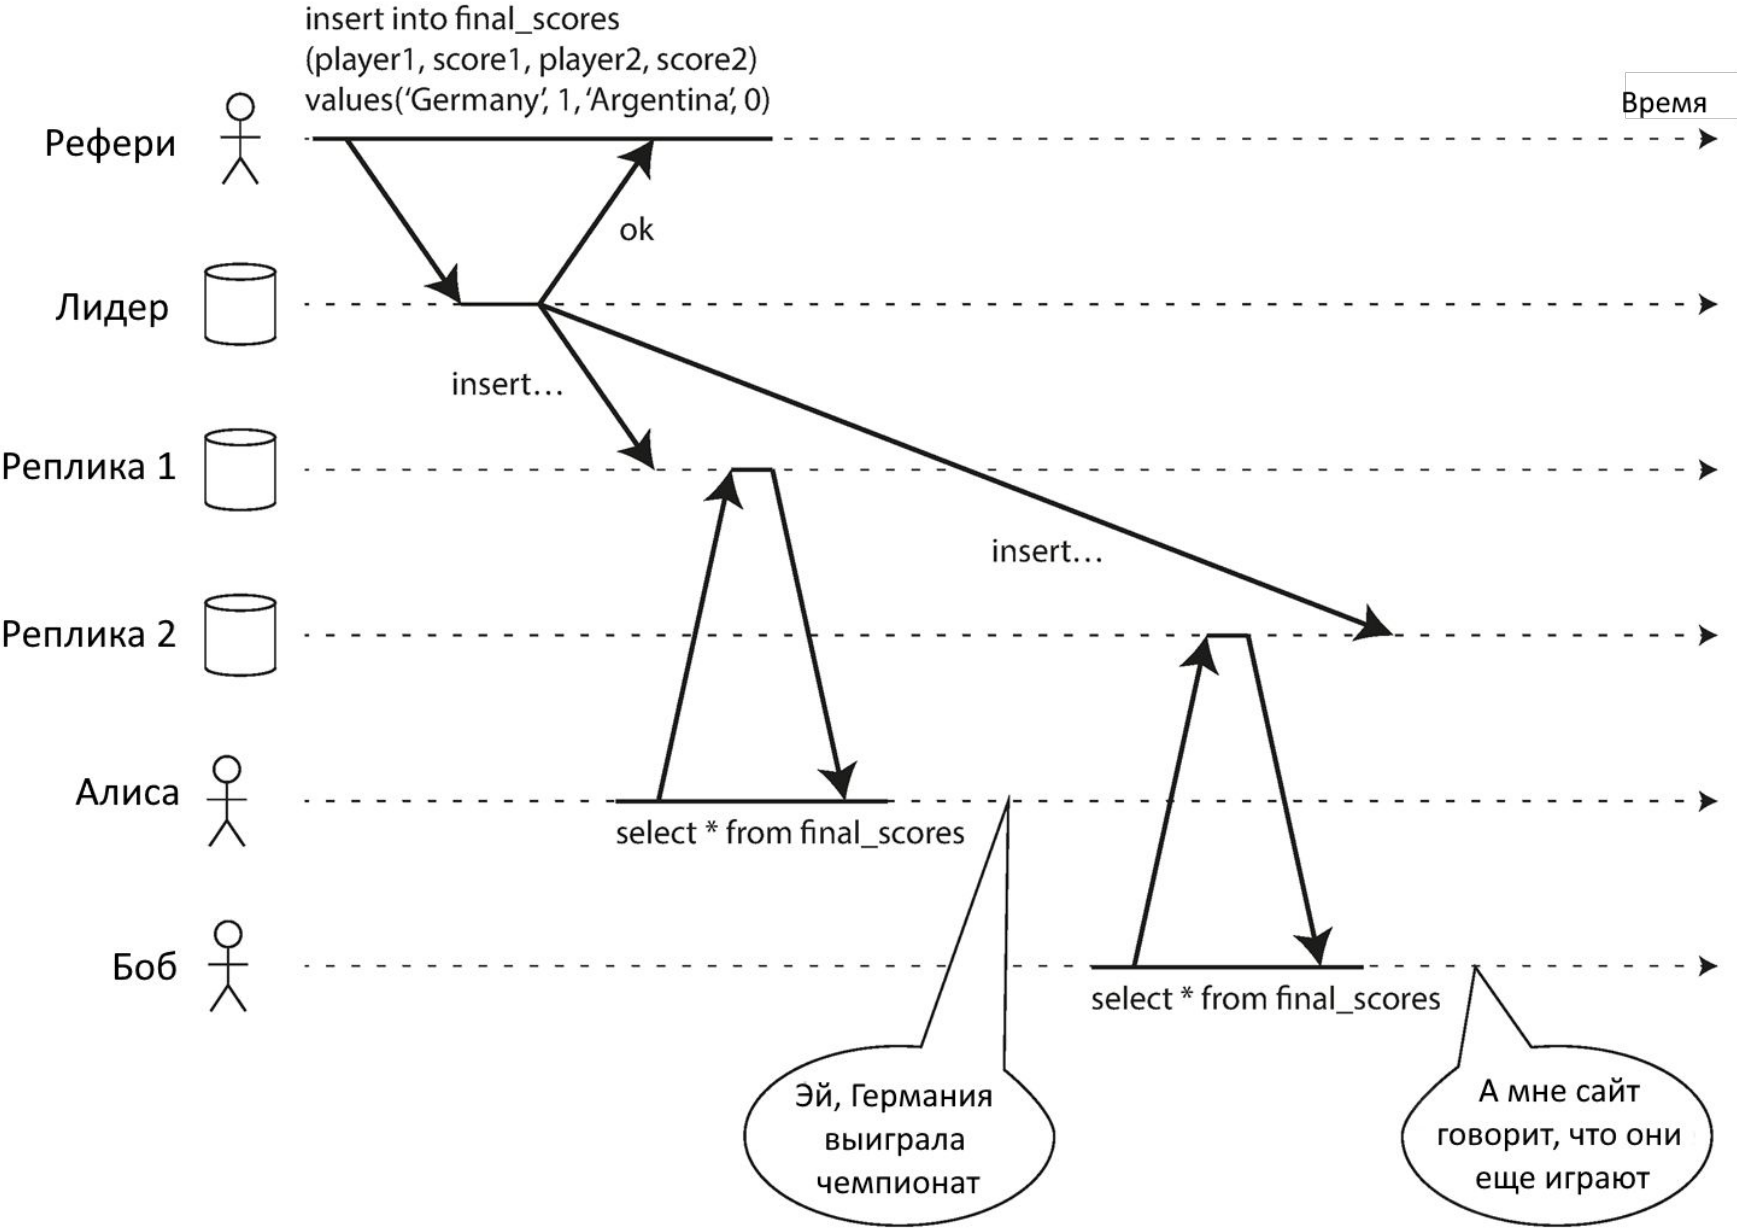 insert into final_scores
(player1, score1, player2, score2)
values(‘Germany’, 1, ‘Argentina’, 0)
Время
Рефери
ok
Лидер
insert...
Реплика 1
insert...
Реплика 2
Алиса
select * from final_scores
Боб
select * from final_scores
Эй, Германия
выиграла
чемпионат
А мне сайт
говорит, что они
еще играют